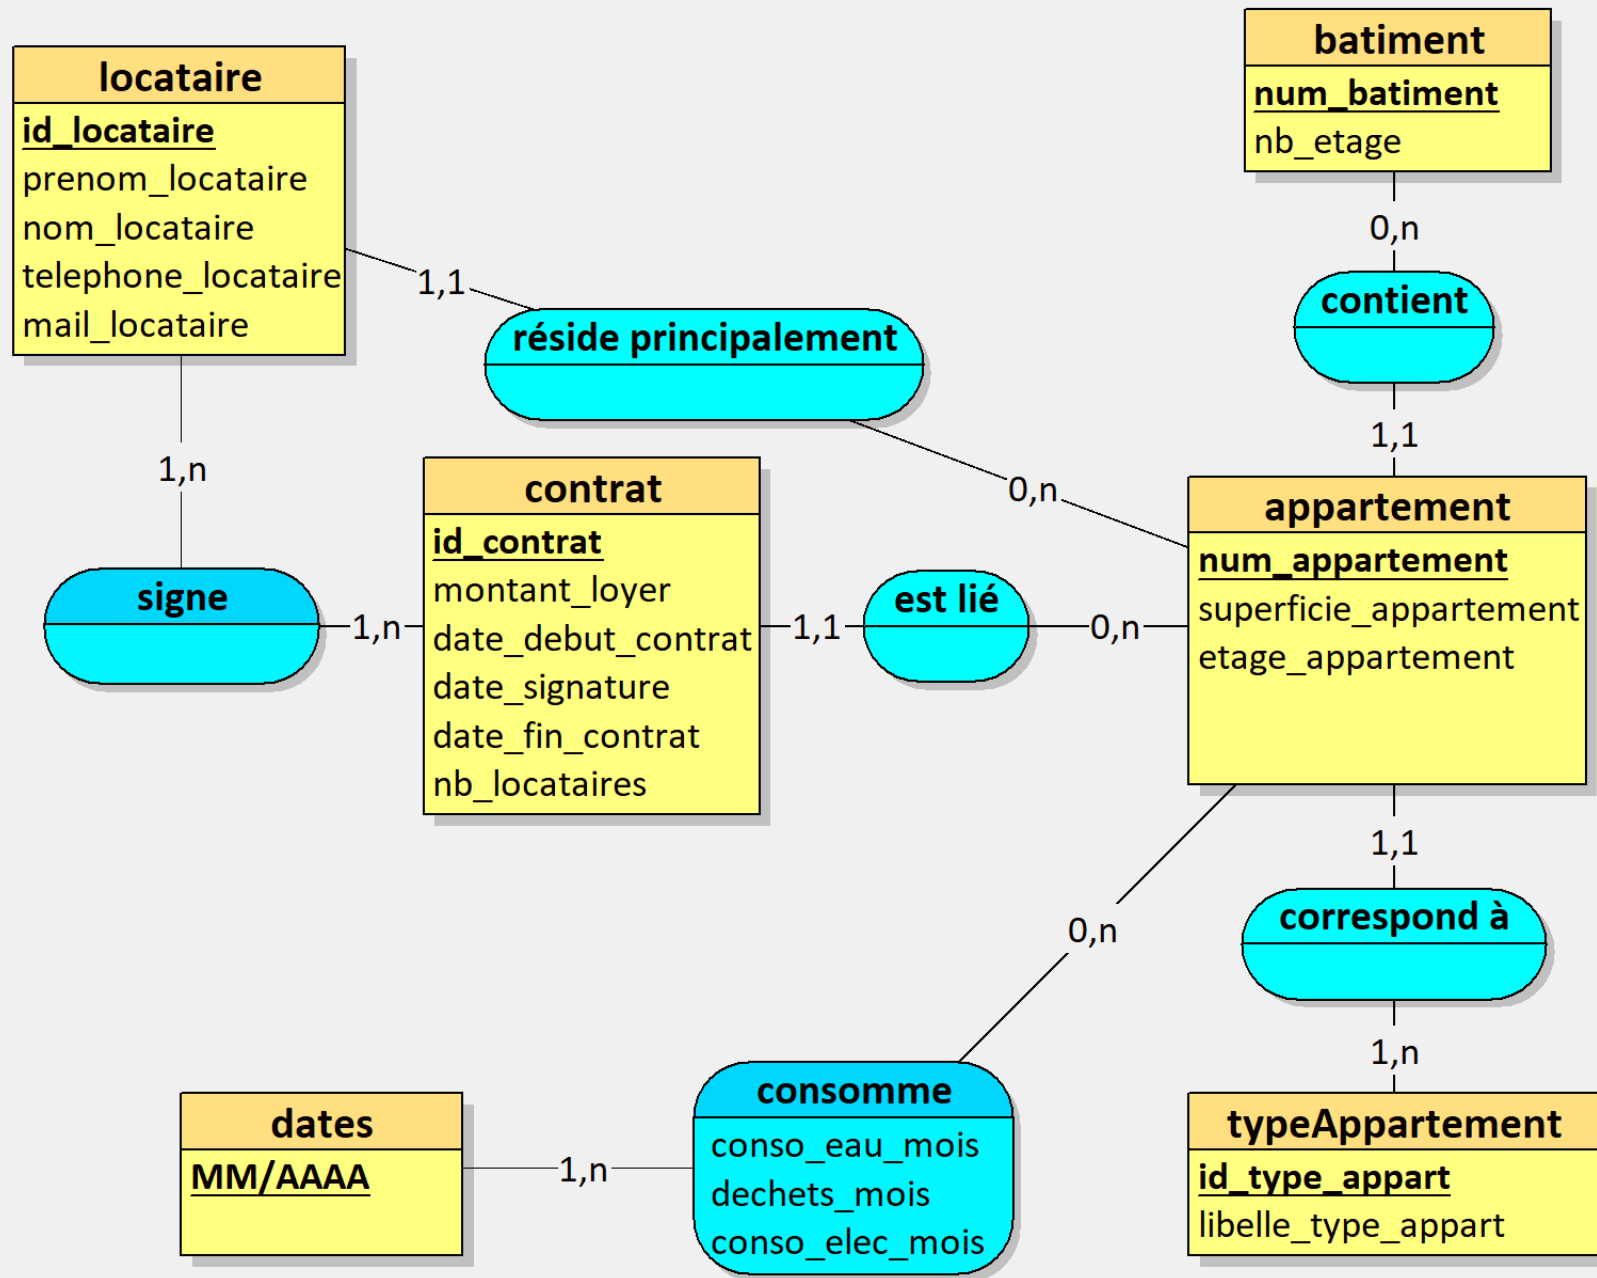 locataire
id_locataire
prenom_locataire
nom_locataire
telephone_locataire
mail_locataire
batiment
num_batiment
nb_etage
0,n
contient
1,1
1,1
réside principalement
0,n
1,n
signe
1,n
contrat
id_contrat
montant_loyer
date_debut_contrat
date_signature
date_fin_contrat
nb_locataires
1,1
est lié
0,n
appartement
num_appartement
superficie_appartement
etage_appartement
1,1
correspond à
1,n
0,n
dates
MM/AAAA
1,n
consomme
conso_eau_mois
dechets_mois
conso_elec_mois
typeAppartement
id_type_appart
libelle_type_appart